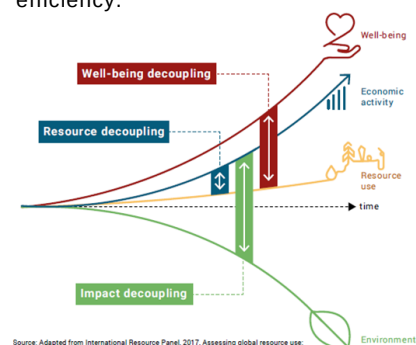 efficiency.
Well-being
Well-being decoupling
Economic
activity
Resource decoupling
Resource
use
time
Impact decoupling
Environment
Source: Adapted from International Resource Panel, 2017, Assessing global resource use: